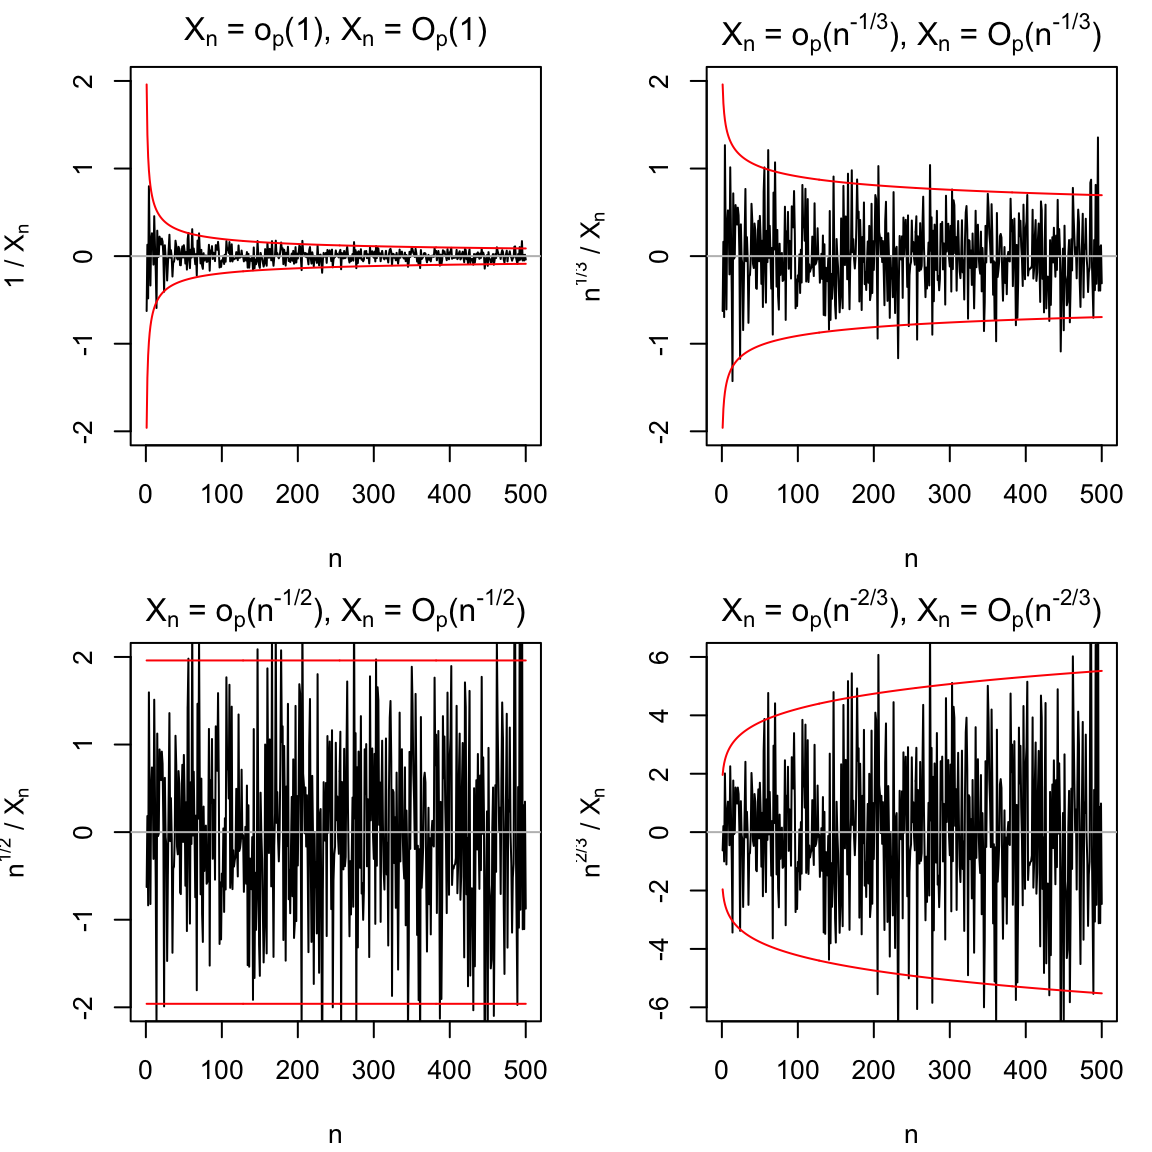 Xn = op(1), Xn = Op(1)
2
1
0
-1
-2
1 / Xn
0 100 200 300 400 500
n
Xn = op(n-1/3), Xn = Op(n-1/3)
2
1
0
-1
-2
n1/3 / Xn
0 100 200 300 400 500
n
Xn = op(n-1/2), Xn = Op(n-1/2)
2
1
0
-1
-2
n1/2 / Xn
0 100 200 300 400 500
n
Xn = op(n-2/3), Xn = Op(n-2/3)
6
4
2
0
-2
-4
-6
n2/3 / Xn
0 100 200 300 400 500
n